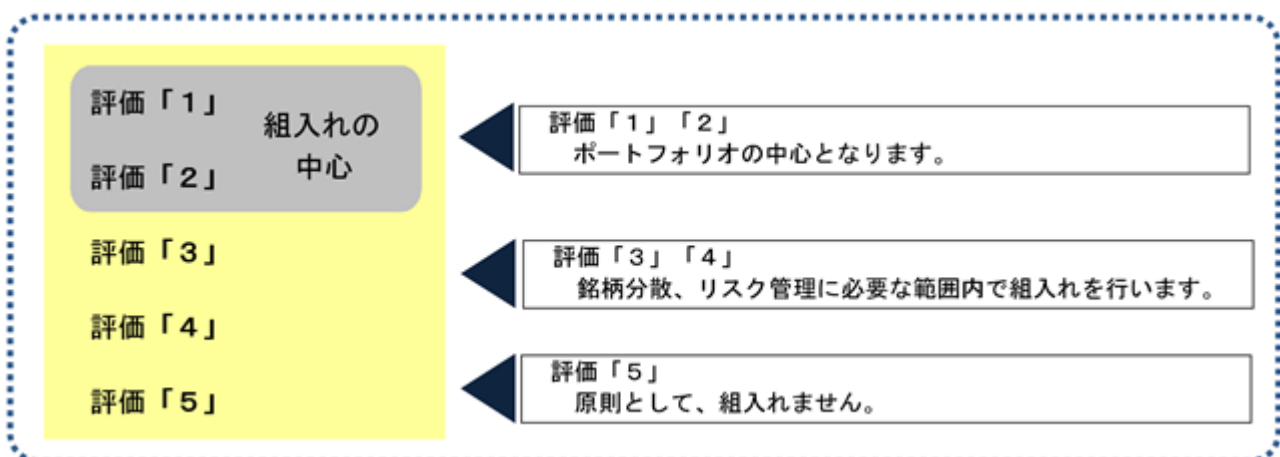 評価「１」
評価「２」
組入れの
中心
評価「３」
評価「４」
評価「５」
評価「１」「２」
ポートフォリオの中心となります。
評価「３」「４」
銘柄分散、リスク管理に必要な範囲内で組入れを行います。
評価「５」
原則として、組入れません。